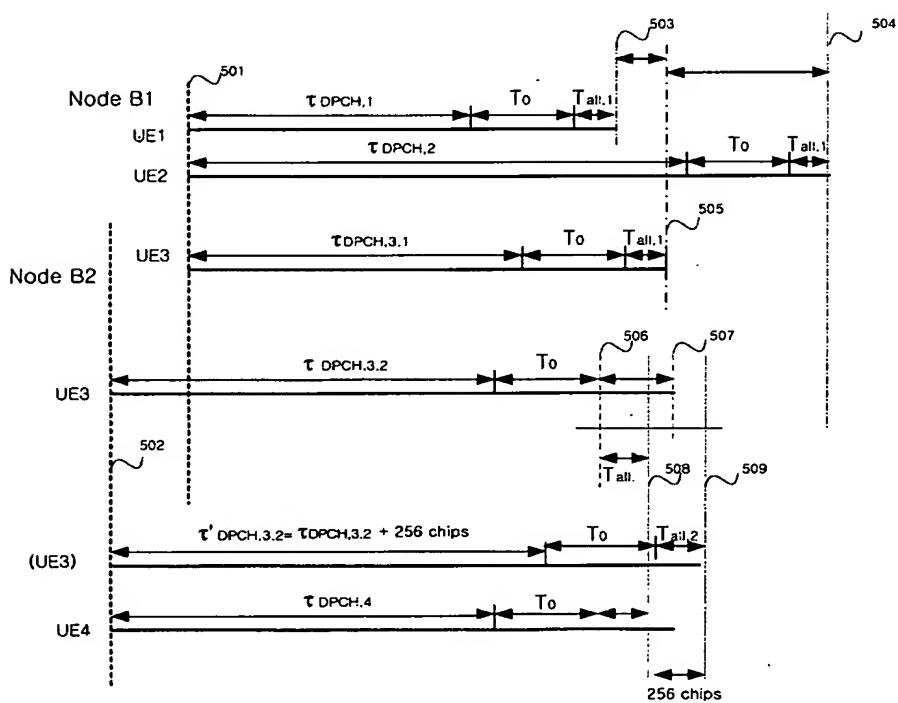 503
504
501
Node B1
τ DPCH,1
To
Tall,1
UE1
τ DPCH,2
To
Tall,1
UE2
505
UE3
τDPCH,3,1
To
Tall,1
Node B2
506
507
τ DPCH,3,2
To
UE3
502
Tall.
508
509
τ'DPCH,3,2= τDPCH,3,2 + 256 chips
To
Tall,2
(UE3)
τ DPCH,4
To
UE4
256 chips